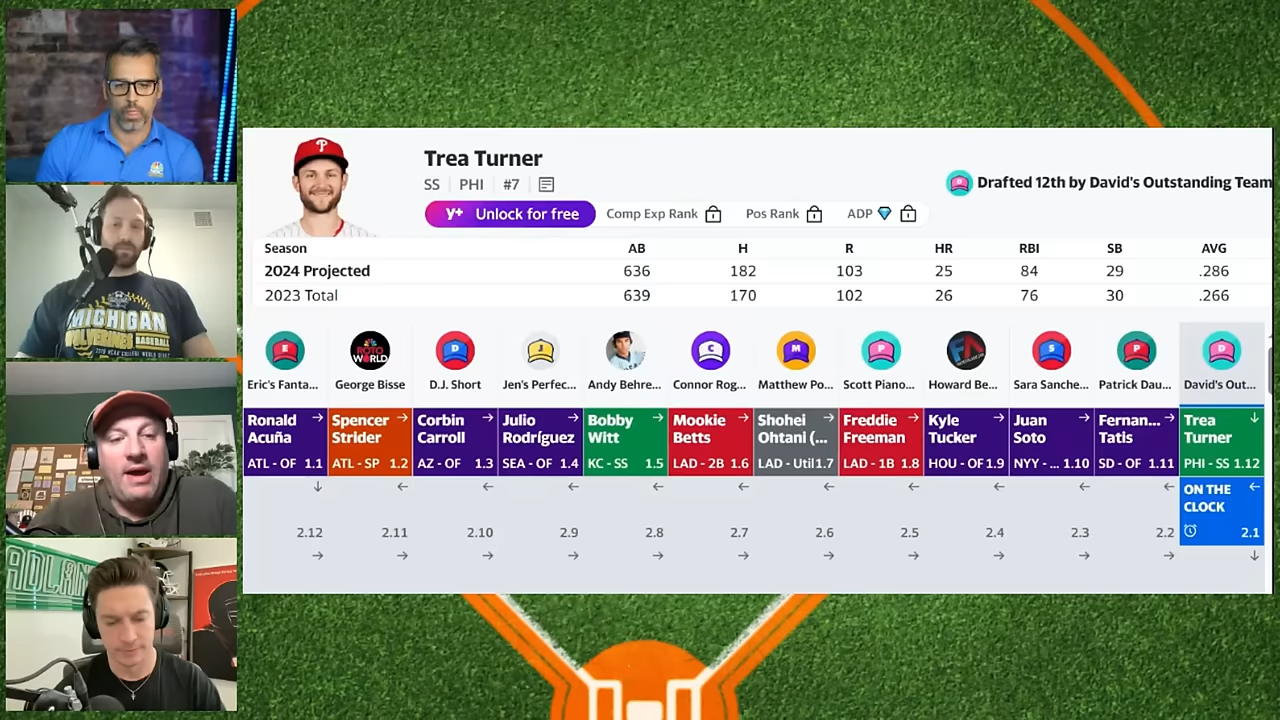 Trea Turner
SS PHI #7
Drafted 12th by David's Outstanding Team
y+ Unlock for free Comp Exp Rank Pos Rank ADP
Season AB H R HR RBI SB AVG
2024 Projected 636 182 103 25 84 29 .286
2023 Total 639 170 102 26 76 30 .266
E ROTO WORLD D J C M P FA S P D
Eric's Fanta... George Bisse D.J. Short Jen's Perfec... Andy Behre... Connor Rog... Matthew Po... Scott Piano... Howard Be... Sara Sanche... Patrick Dau... David's Out...
Ronald Spencer Corbin Julio Bobby Mookie Shohei Freddie Kyle Juan Fernan... Trea
Acuña Strider Carroll Rodríguez Witt Betts Ohtani (... Freeman Tucker Soto Tatis Turner
ATL - OF 1.1 ATL - SP 1.2 AZ - OF 1.3 SEA - OF 1.4 KC - SS 1.5 LAD - 2B 1.6 LAD - Util 1.7 LAD - 1B 1.8 HOU - OF 1.9 NYY - ... 1.10 SD - OF 1.11 PHI - SS 1.12
ON THE
CLOCK
2.12 2.11 2.10 2.9 2.8 2.7 2.6 2.5 2.4 2.3 2.2 2.1
MICHIGAN
WOLVERINES
BASEBALL